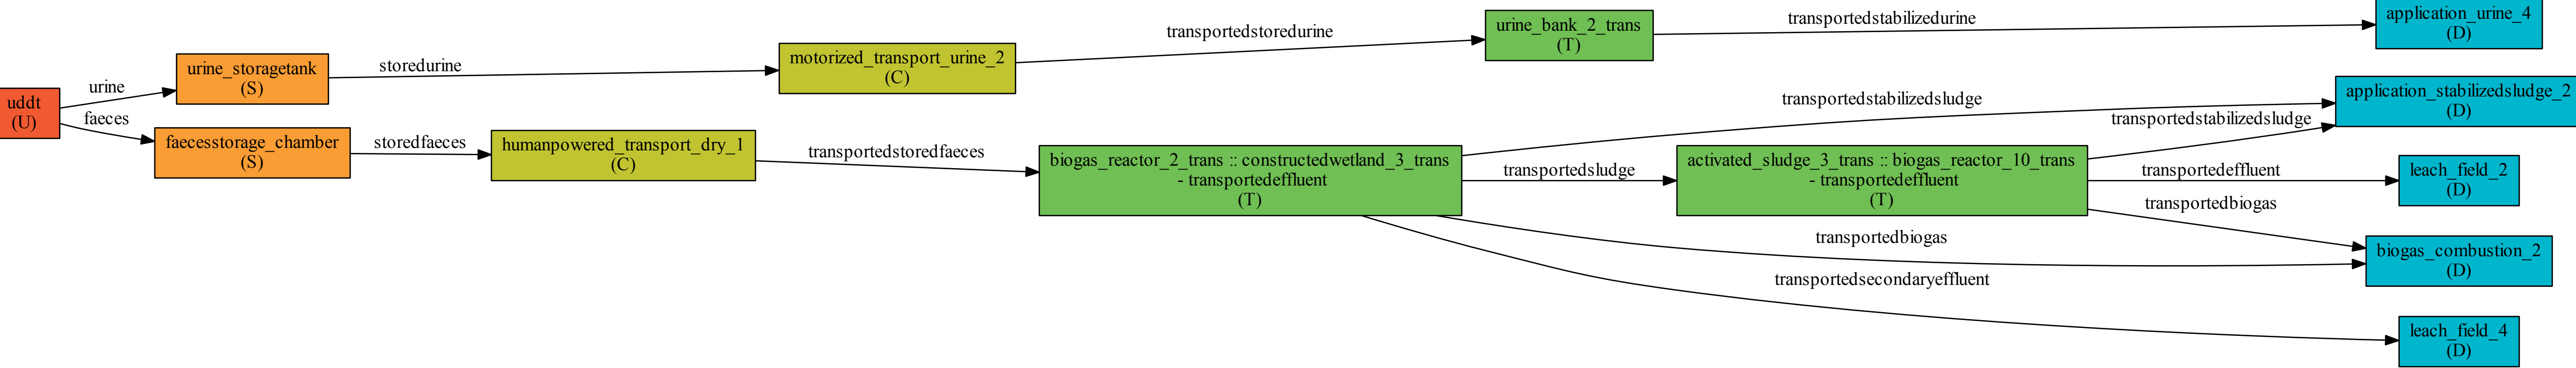 uddt
(U)
urine
faeces
urine_storagetank
(S)
faecesstorage_chamber
(S)
storedurine
storedfaeces
motorized_transport_urine_2
(C)
humanpowered_transport_dry_1
(C)
transportedstoredurine
transportedstoredfaeces
urine_bank_2_trans
(T)
biogas_reactor_2_trans :: constructedwetland_3_trans
- transportedeffluent
(T)
transportedsludge
activated_sludge_3_trans :: biogas_reactor_10_trans
- transportedeffluent
(T)
transportedstabilizedurine
transportedstabilizedsludge
transportedstabilizedsludge
transportedeffluent
transportedbiogas
transportedbiogas
transportedsecondaryeffluent
application_urine_4
(D)
application_stabilizedsludge_2
(D)
leach_field_2
(D)
biogas_combustion_2
(D)
leach_field_4
(D)